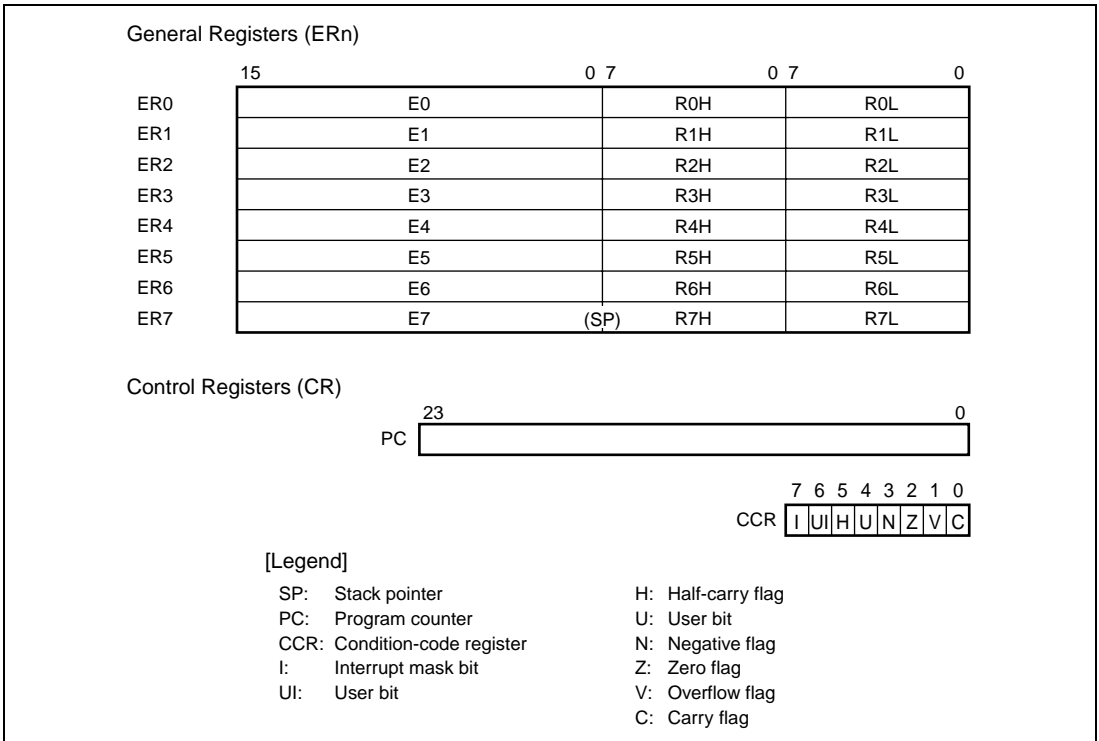 General Registers (ERn)
15 0 7 0 7 0
ER0 E0 R0H R0L
ER1 E1 R1H R1L
ER2 E2 R2H R2L
ER3 E3 R3H R3L
ER4 E4 R4H R4L
ER5 E5 R5H R5L
ER6 E6 R6H R6L
ER7 E7 (SP) R7H R7L
Control Registers (CR)
23 0
PC
7 6 5 4 3 2 1 0
CCR I UI H U N Z V C
[Legend]
SP: Stack pointer
PC: Program counter
CCR: Condition-code register
I: Interrupt mask bit
UI: User bit
H: Half-carry flag
U: User bit
N: Negative flag
Z: Zero flag
V: Overflow flag
C: Carry flag